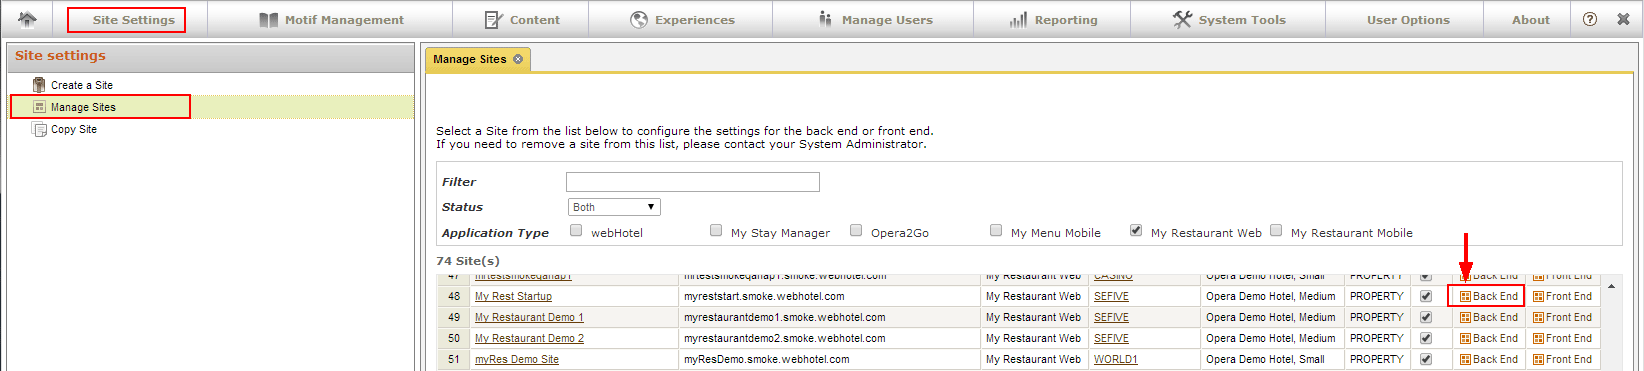 Site Settings Motif Management Content Experiences Manage Users Reporting System Tools User Options About ?
Site settings
Create a Site
Manage Sites
Copy Site
Manage Sites
Select a Site from the list below to configure the settings for the back end or front end.
If you need to remove a site from this list, please contact your System Administrator.
Filter
Status Both
Application Type webHotel My Stay Manager Opera2Go My Menu Mobile My Restaurant Web My Restaurant Mobile
74 Site(s)
47 mrtestsmokeqahap1 mrtestsmokeqahap1.smoke.webhotel.com My Restaurant Web CASINO Opera Demo Hotel, Small PROPERTY Back End Front End
48 My Rest Startup myreststart.smoke.webhotel.com My Restaurant Web SEFIVE Opera Demo Hotel, Medium PROPERTY Back End Front End
49 My Restaurant Demo 1 myrestaurantdemo1.smoke.webhotel.com My Restaurant Web SEFIVE Opera Demo Hotel, Medium PROPERTY Back End Front End
50 My Restaurant Demo 2 myrestaurantdemo2.smoke.webhotel.com My Restaurant Web SEFIVE Opera Demo Hotel, Medium PROPERTY Back End Front End
51 myRes Demo Site myResDemo.smoke.webhotel.com My Restaurant Web WORLD1 Opera Demo Hotel, Small PROPERTY Back End Front End